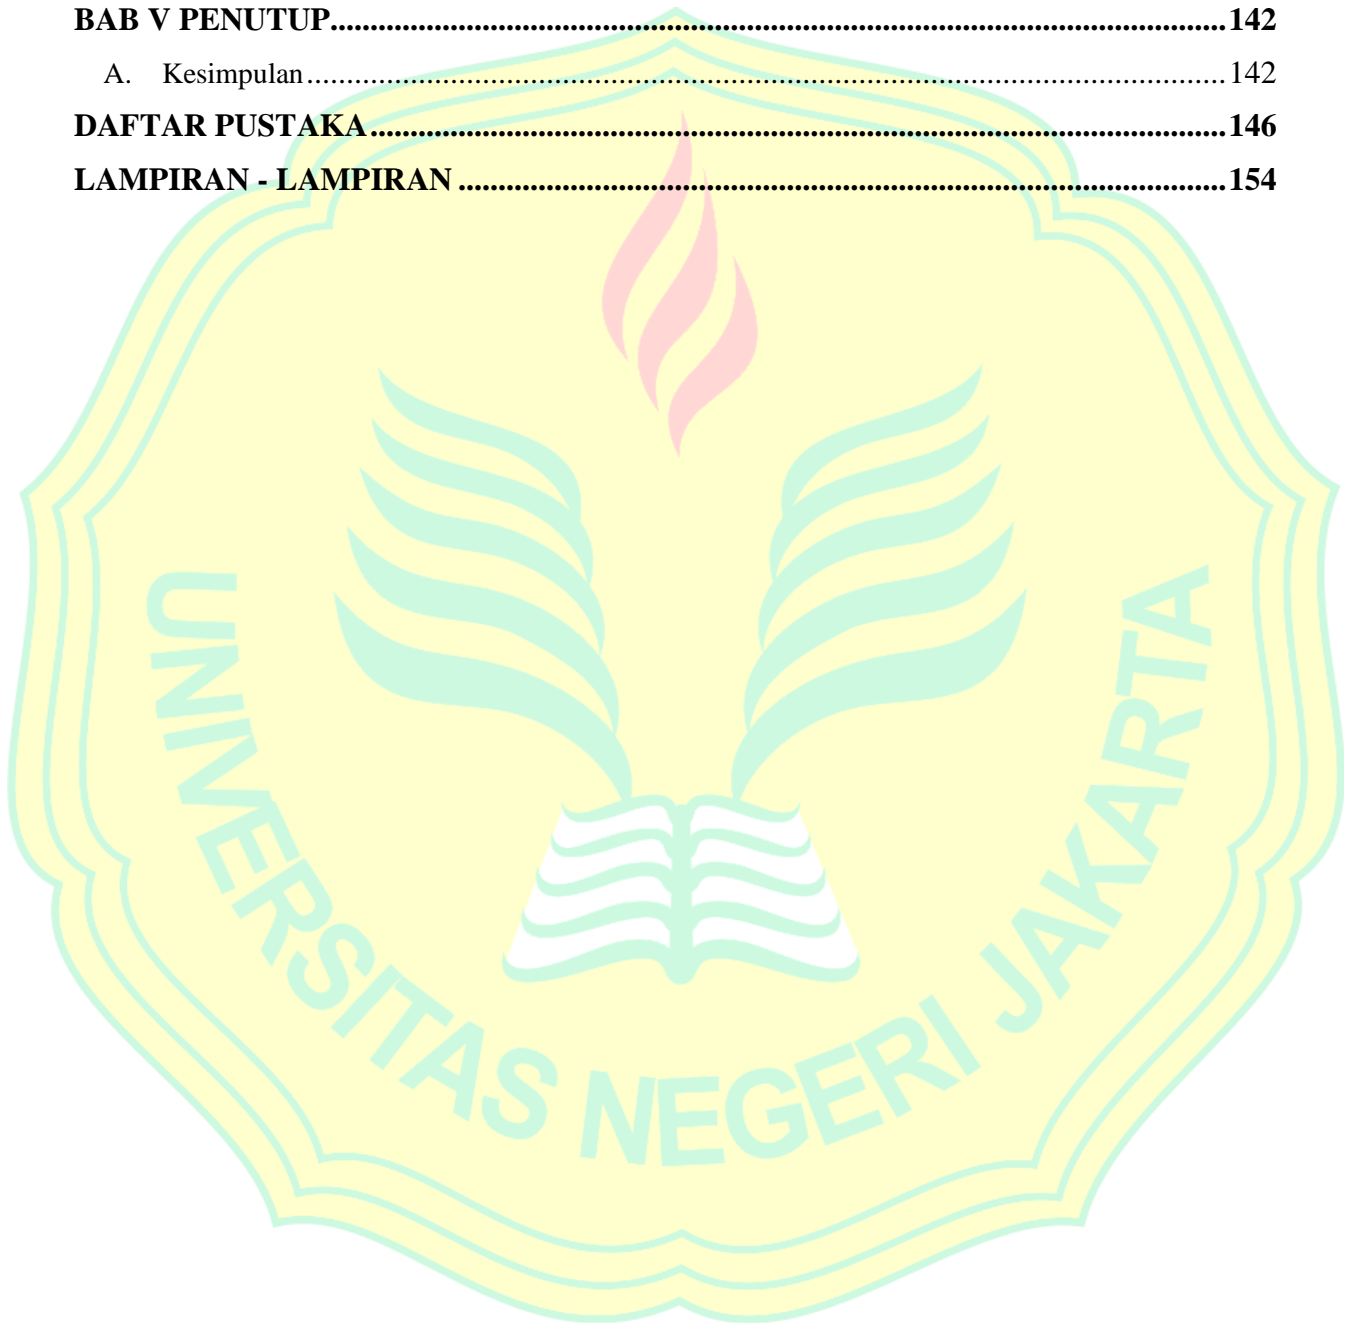 BAB V PENUTUP.......................................................................................................142
A. Kesimpulan.......................................................................................................142
DAFTAR PUSTAKA.......................................................................................................146
LAMPIRAN - LAMPIRAN.......................................................................................................154
UNIVERSITAS NEGERI JAKARTA